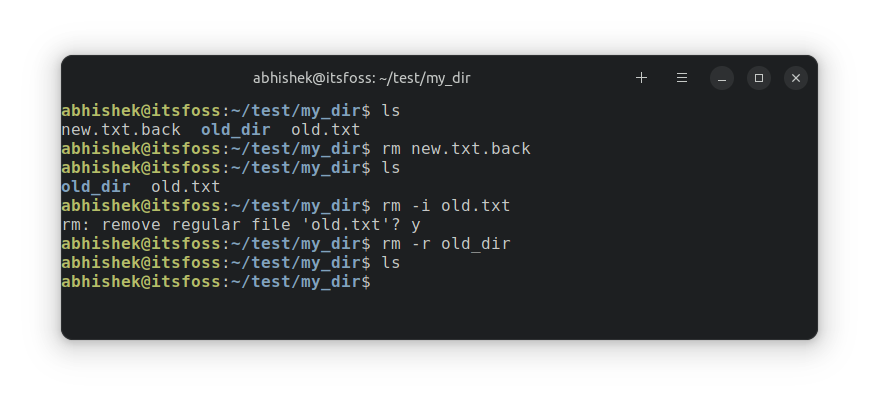 abhishek@itsfoss: ~/test/my_dir
abhishek@itsfoss:~/test/my_dir$ ls
new.txt.back  old_dir  old.txt
abhishek@itsfoss:~/test/my_dir$ rm new.txt.back
abhishek@itsfoss:~/test/my_dir$ ls
old_dir  old.txt
abhishek@itsfoss:~/test/my_dir$ rm -i old.txt
rm: remove regular file 'old.txt'? y
abhishek@itsfoss:~/test/my_dir$ rm -r old_dir
abhishek@itsfoss:~/test/my_dir$ ls
abhishek@itsfoss:~/test/my_dir$